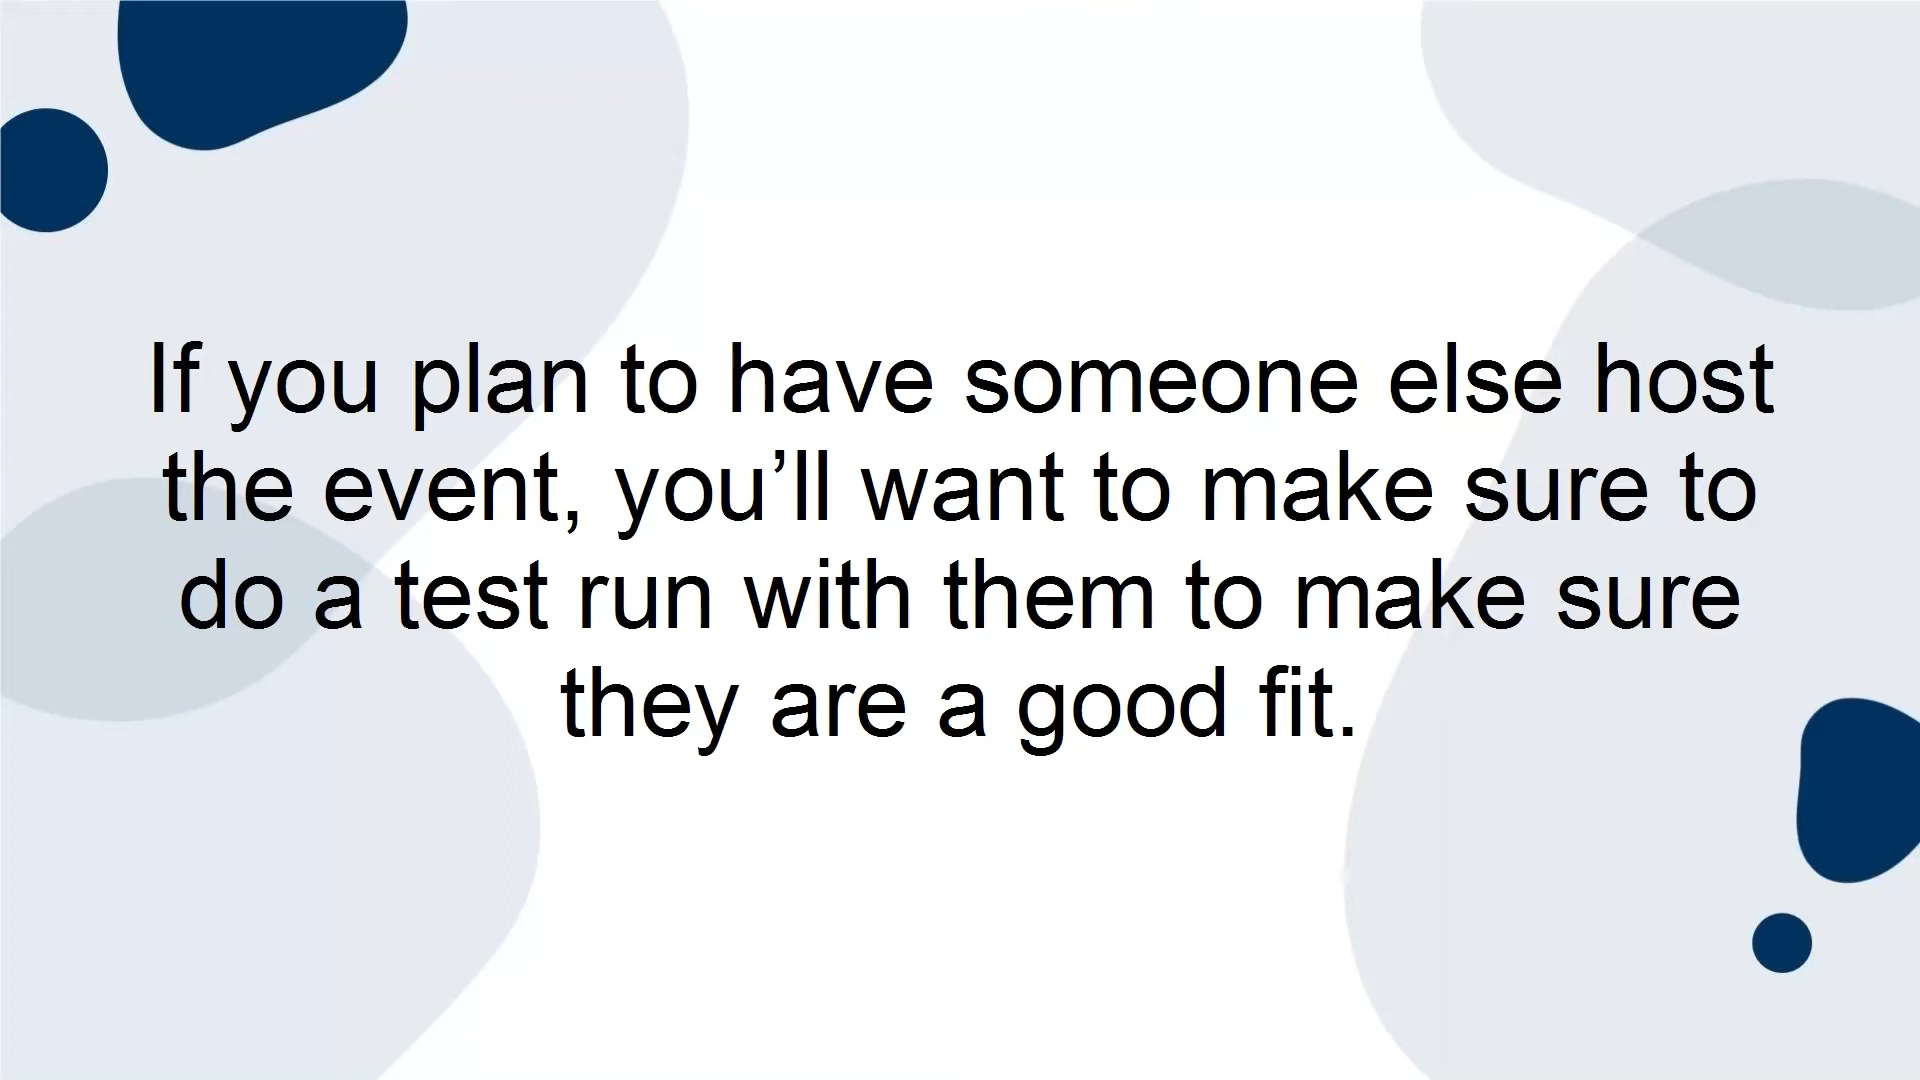 If you plan to have someone else host
the event, you’ll want to make sure to
do a test run with them to make sure
they are a good fit.